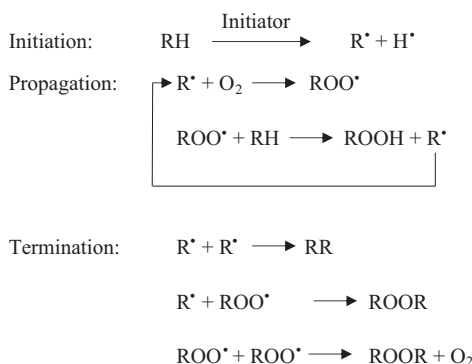 Initiator
Initiation: RH ⟶ R• + H•
Propagation: R• + O₂ ⟶ ROO•
ROO• + RH ⟶ ROOH + R•
Termination: R• + R• ⟶ RR
R• + ROO• ⟶ ROOR
ROO• + ROO• ⟶ ROOR + O₂